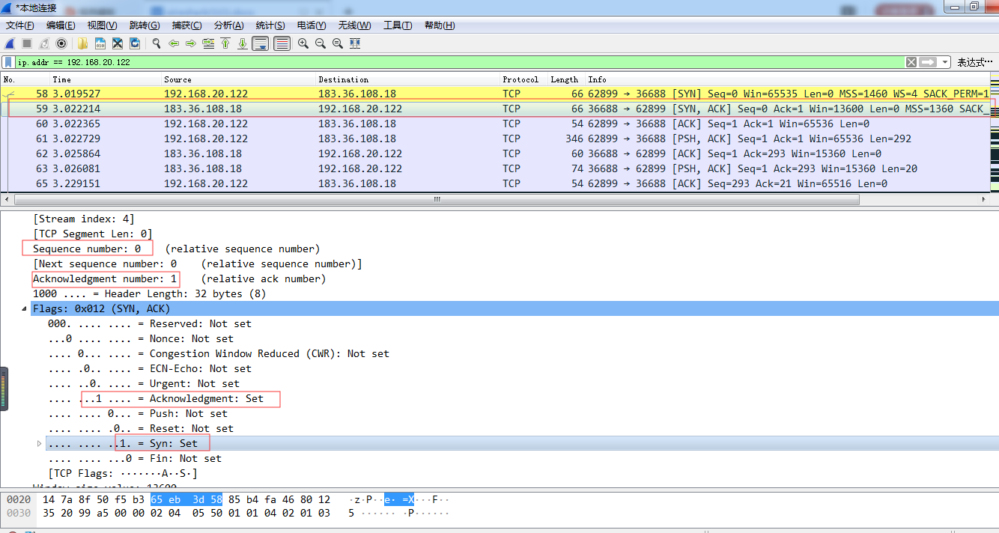 *本地连接
文件(F) 编辑(E) 视图(V) 跳转(G) 捕获(C) 分析(A) 统计(S) 电话(Y) 无线(W) 工具(T) 帮助(H)
ip.addr == 192.168.20.122 表达式…
No. Time Source Destination Protocol Length Info
58 3.019527 192.168.20.122 183.36.108.18 TCP 66 62899 → 36688 [SYN] Seq=0 Win=65535 Len=0 MSS=1460 WS=4 SACK_PERM=1
59 3.022214 183.36.108.18 192.168.20.122 TCP 66 36688 → 62899 [SYN, ACK] Seq=0 Ack=1 Win=13600 Len=0 MSS=1360 SACK_
60 3.022365 192.168.20.122 183.36.108.18 TCP 54 62899 → 36688 [ACK] Seq=1 Ack=1 Win=65536 Len=0
61 3.022729 192.168.20.122 183.36.108.18 TCP 346 62899 → 36688 [PSH, ACK] Seq=1 Ack=1 Win=65536 Len=292
62 3.025864 183.36.108.18 192.168.20.122 TCP 60 36688 → 62899 [ACK] Seq=1 Ack=293 Win=15360 Len=0
63 3.026081 183.36.108.18 192.168.20.122 TCP 74 36688 → 62899 [PSH, ACK] Seq=1 Ack=293 Win=15360 Len=20
65 3.229151 192.168.20.122 183.36.108.18 TCP 54 62899 → 36688 [ACK] Seq=293 Ack=21 Win=65516 Len=0
[Stream index: 4]
[TCP Segment Len: 0]
Sequence number: 0 (relative sequence number)
[Next sequence number: 0 (relative sequence number)]
Acknowledgment number: 1 (relative ack number)
1000 .... = Header Length: 32 bytes (8)
Flags: 0x012 (SYN, ACK)
000. .... .... = Reserved: Not set
...0 .... .... = Nonce: Not set
.... 0... .... = Congestion Window Reduced (CWR): Not set
.... .0.. .... = ECN-Echo: Not set
.... ..0. .... = Urgent: Not set
.... ...1 .... = Acknowledgment: Set
.... .... 0... = Push: Not set
.... .... .0.. = Reset: Not set
.... .... ..1. = Syn: Set
.... .... ...0 = Fin: Not set
[TCP Flags: ·······A··S·]
Window size value: 13600
0020 14 7a 8f 50 f5 b3 65 eb 3d 58 85 b4 fa 46 80 12 ·z·P··e· =X···F··
0030 35 20 99 a5 00 00 02 04 05 50 01 01 04 02 01 03 5 ······ ·P······